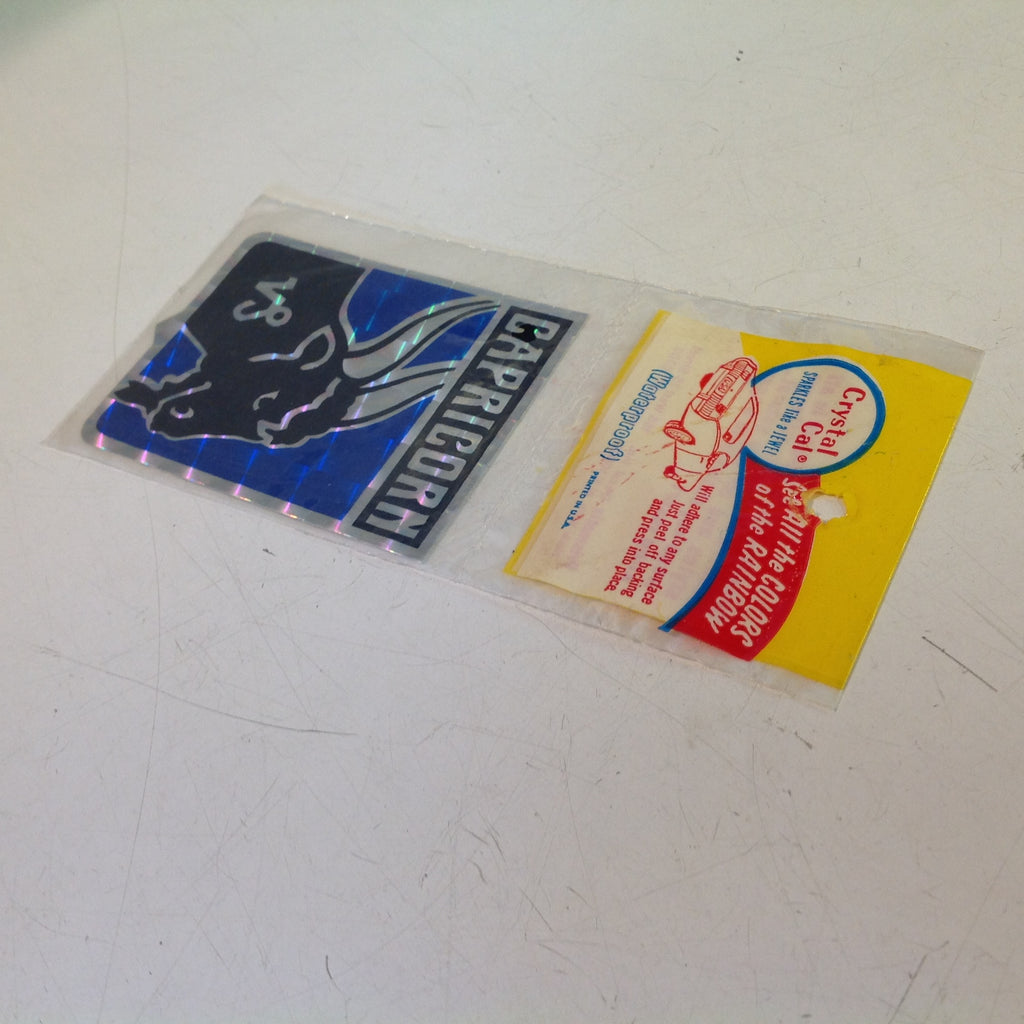 Crystal
Cal®
SPARKLES like a JEWEL
See All the COLORS
of the RAINBOW
(Waterproof)
Will adhere to any surface
Just peel off backing
and press into place.
PRINTED IN U.S.A.
CAPRICORN